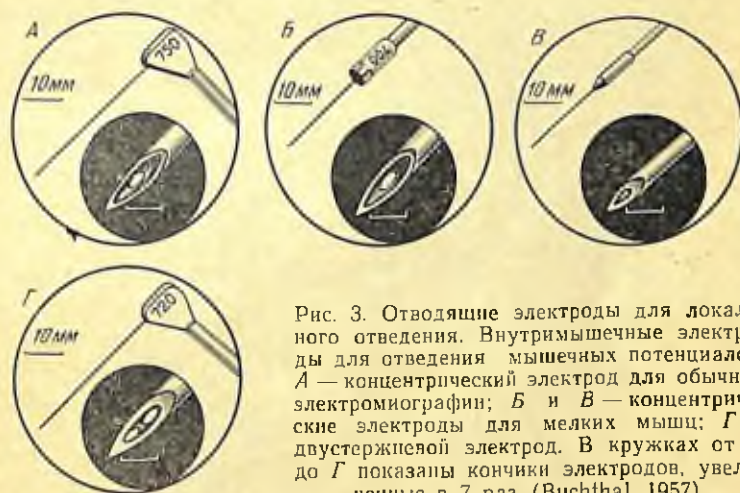 А
750
10мм
Б
10мм
В
10мм
Г
720
10мм
Рис. 3. Отводящие электроды для локал
ного отведения. Внутримышечные электр
ды для отведения мышечных потенциало
А — концентрический электрод для обычн
электромиографии; Б и В — концентрич
ские электроды для мелких мышц; Г
двустержневой электрод. В кружках от
до Г показаны кончики электродов, увел
ченные в 7 раз (Buchthal, 1957)